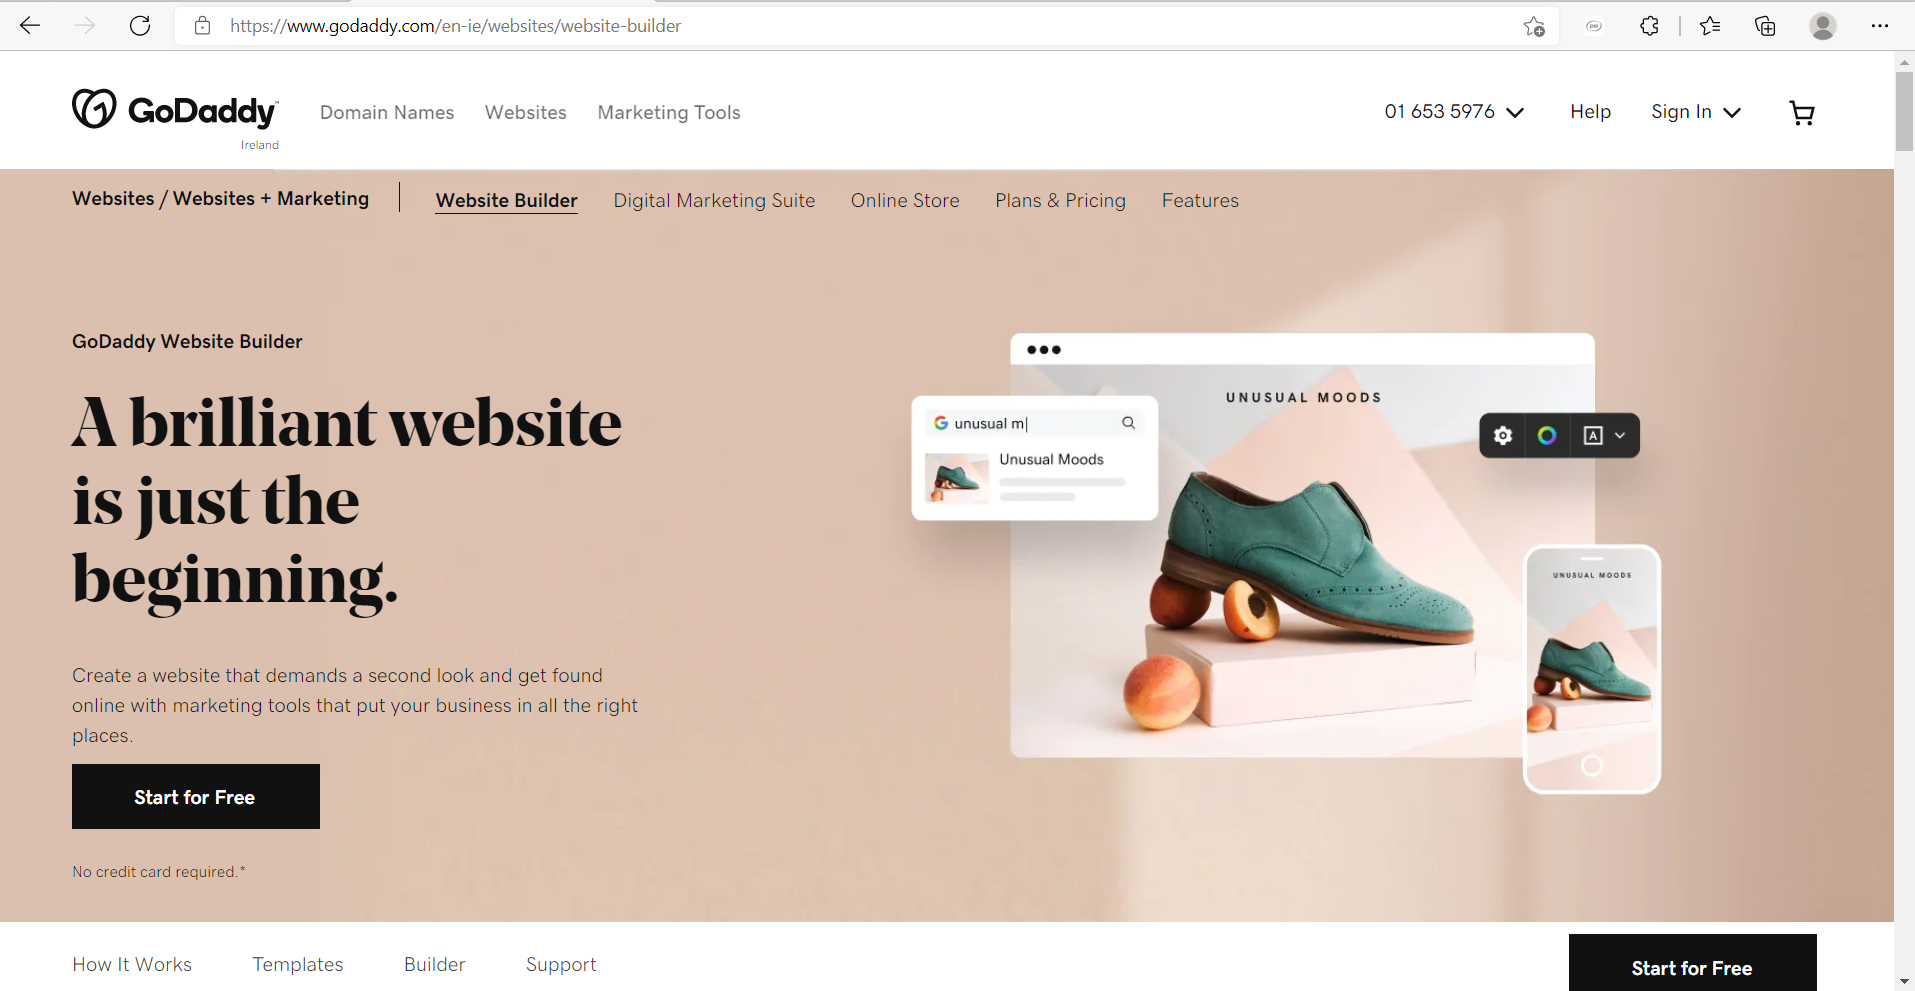 https://www.godaddy.com/en-ie/websites/website-builder
GoDaddy™
Ireland
Domain Names
Websites
Marketing Tools
01 653 5976
Help
Sign In
Websites / Websites + Marketing
Website Builder
Digital Marketing Suite
Online Store
Plans & Pricing
Features
GoDaddy Website Builder
A brilliant website
is just the
beginning.
Create a website that demands a second look and get found
online with marketing tools that put your business in all the right
places.
Start for Free
No credit card required.*
UNUSUAL MOODS
unusual m
Unusual Moods
A
UNUSUAL MOODS
How It Works
Templates
Builder
Support
Start for Free